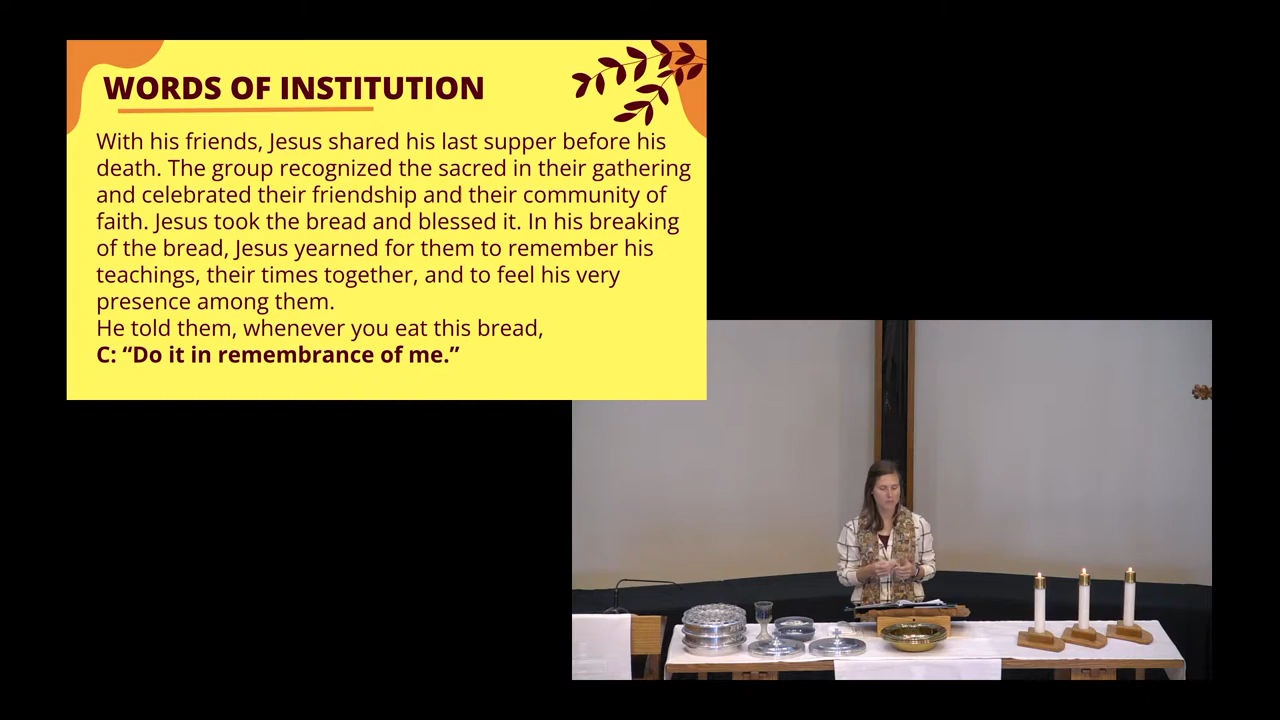 WORDS OF INSTITUTION
With his friends, Jesus shared his last supper before his
death. The group recognized the sacred in their gathering
and celebrated their friendship and their community of
faith. Jesus took the bread and blessed it. In his breaking
of the bread, Jesus yearned for them to remember his
teachings, their times together, and to feel his very
presence among them.
He told them, whenever you eat this bread,
C: “Do it in remembrance of me.”